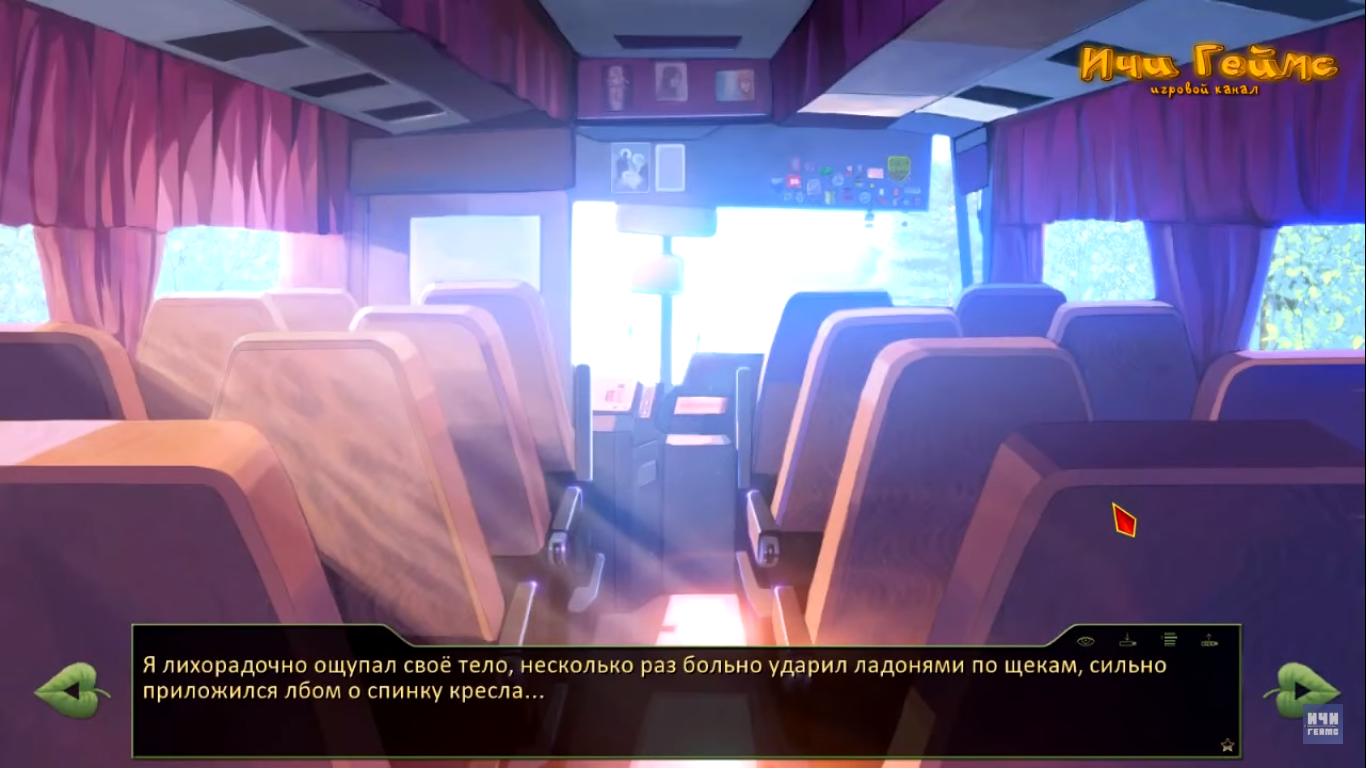 Ичи Геймс
игровой канал
Я лихорадочно ощупал своё тело, несколько раз больно ударил ладонями по щекам, сильно
приложился лбом о спинку кресла...
ИЧИ
ГЕЙМС